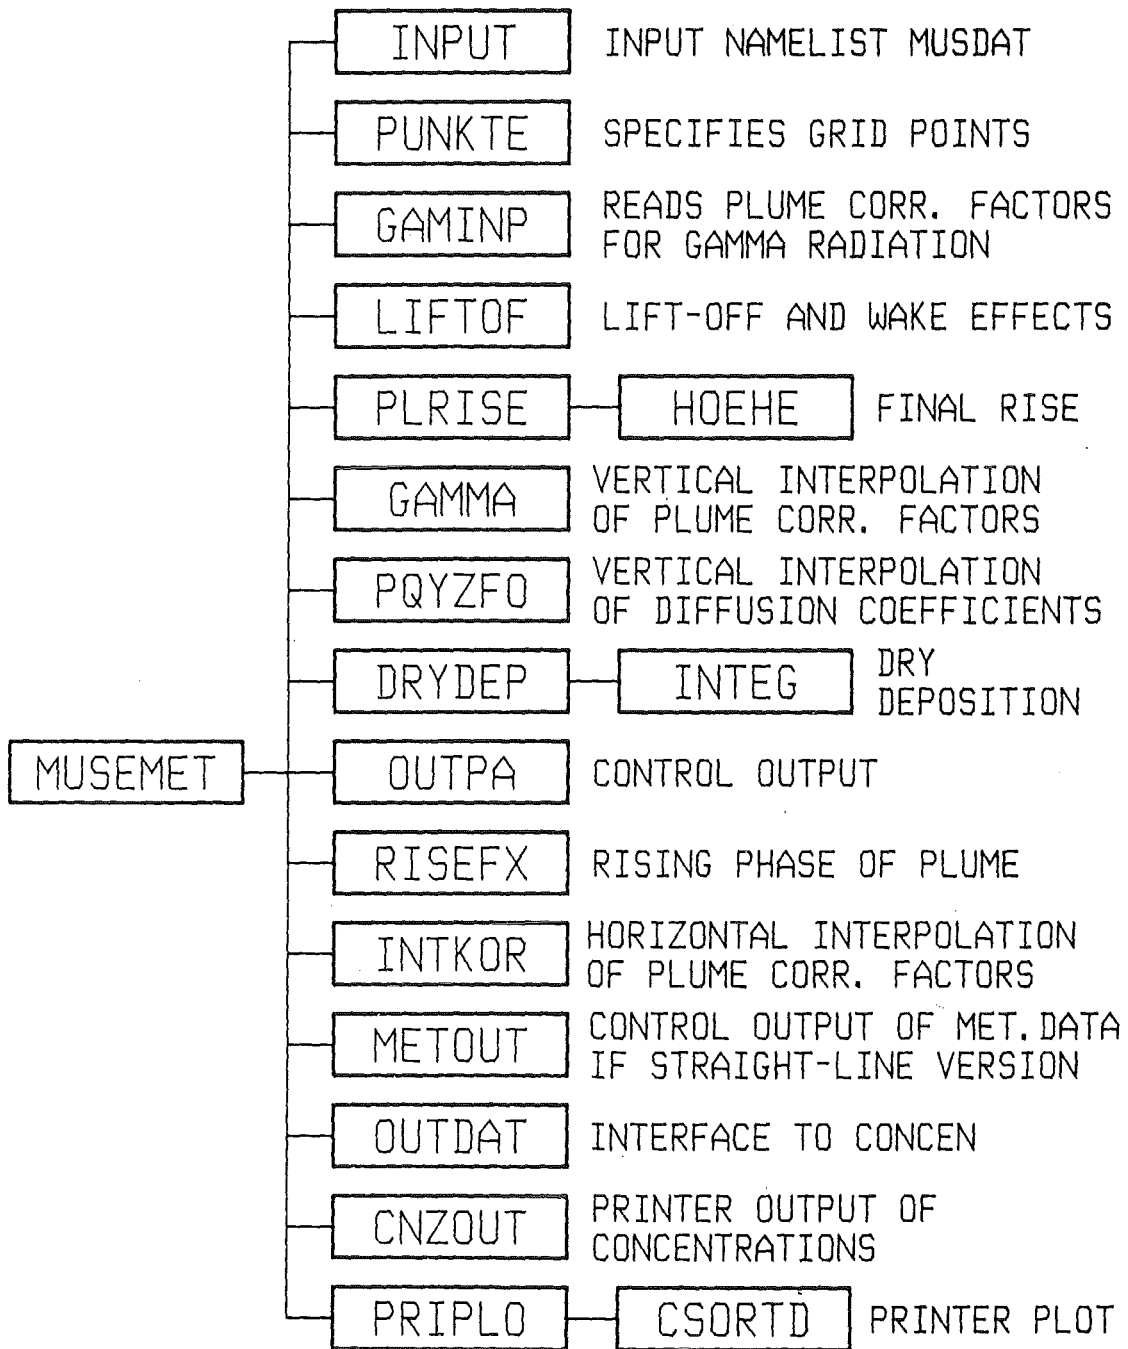 INPUT INPUT NAMELIST MUSDAT
PUNKTE SPECIFIES GRID POINTS
GAMINP READS PLUME CORR. FACTORS
FOR GAMMA RADIATION
LIFTOF LIFT-OFF AND WAKE EFFECTS
PLRISE HOEHE FINAL RISE
GAMMA VERTICAL INTERPOLATION
OF PLUME CORR. FACTORS
PQYZFO VERTICAL INTERPOLATION
OF DIFFUSION COEFFICIENTS
DRYDEP INTEG DRY
DEPOSITION
MUSEMET OUTPA CONTROL OUTPUT
RISEFX RISING PHASE OF PLUME
INTKOR HORIZONTAL INTERPOLATION
OF PLUME CORR. FACTORS
METOUT CONTROL OUTPUT OF MET.DATA
IF STRAIGHT-LINE VERSION
OUTDAT INTERFACE TO CONCEN
CNZOUT PRINTER OUTPUT OF
CONCENTRATIONS
PRIPLO CSORTD PRINTER PLOT